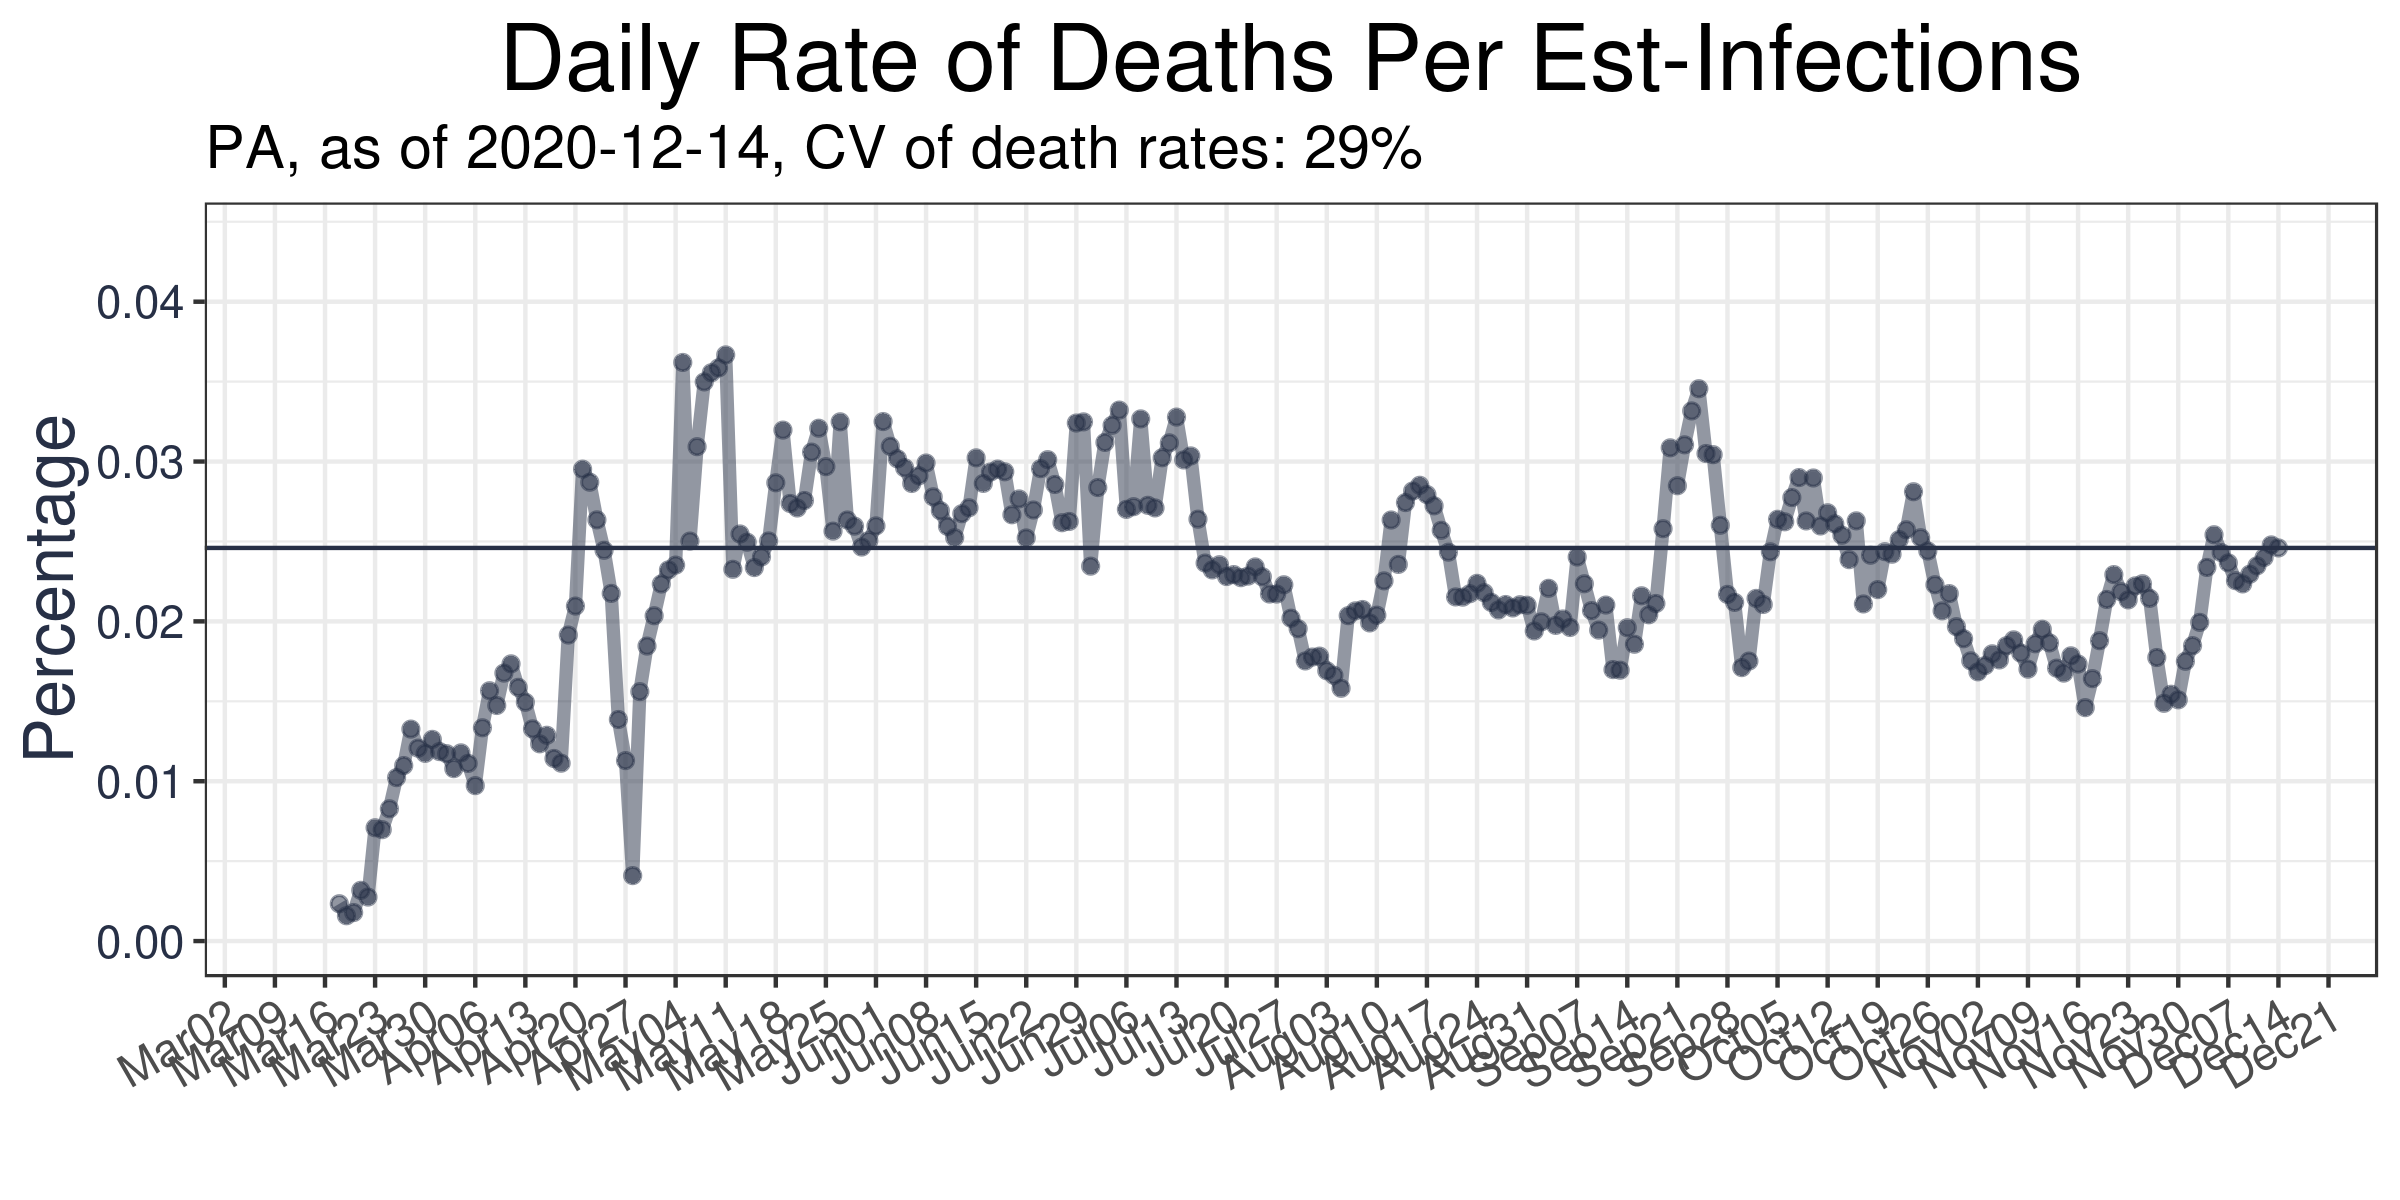 Daily Rate of Deaths Per Est-Infections
PA, as of 2020-12-14, CV of death rates: 29%
Percentage
0.04
0.03
0.02
0.01
0.00
Mar02
Mar09
Mar16
Mar23
Mar30
Apr06
Apr13
Apr20
Apr27
May04
May11
May18
May25
Jun01
Jun08
Jun15
Jun22
Jun29
Jul06
Jul13
Jul20
Jul27
Aug03
Aug10
Aug17
Aug24
Aug31
Sep07
Sep14
Sep21
Sep28
Oct05
Oct12
Oct19
Oct26
Nov02
Nov09
Nov16
Nov23
Nov30
Dec07
Dec14
Dec21